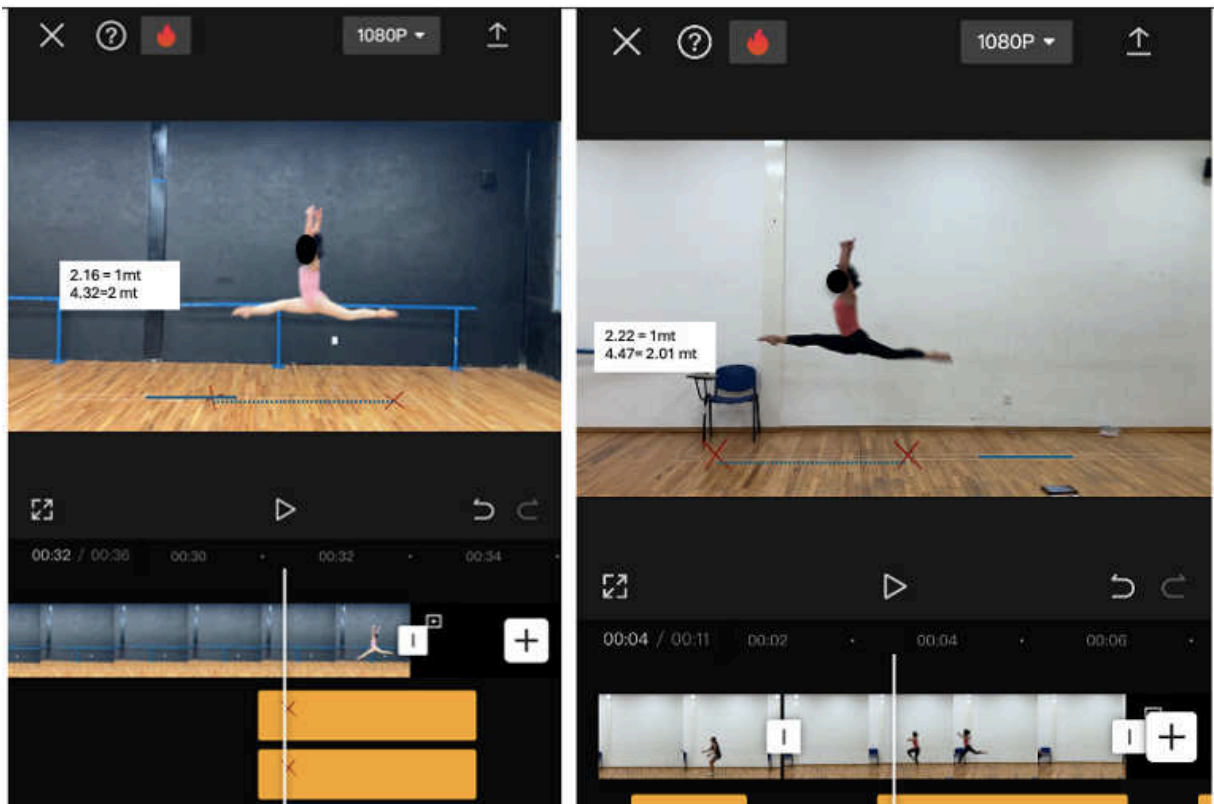 1080P
2.16 = 1mt
4.32=2 mt
00:32 / 00:36 00:30 00:32 00:34
1080P
2.22 = 1mt
4.47= 2.01 mt
00:04 / 00:11 00:02 00:04 00:06